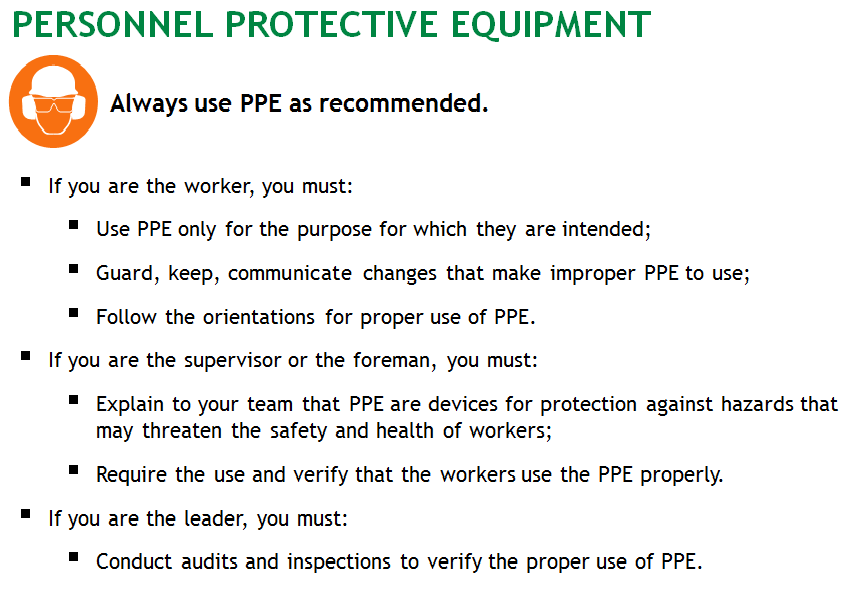 PERSONNEL PROTECTIVE EQUIPMENT
Always use PPE as recommended.
▪ If you are the worker, you must:
▪ Use PPE only for the purpose for which they are intended;
▪ Guard, keep, communicate changes that make improper PPE to use;
▪ Follow the orientations for proper use of PPE.
▪ If you are the supervisor or the foreman, you must:
▪ Explain to your team that PPE are devices for protection against hazards that
may threaten the safety and health of workers;
▪ Require the use and verify that the workers use the PPE properly.
▪ If you are the leader, you must:
▪ Conduct audits and inspections to verify the proper use of PPE.